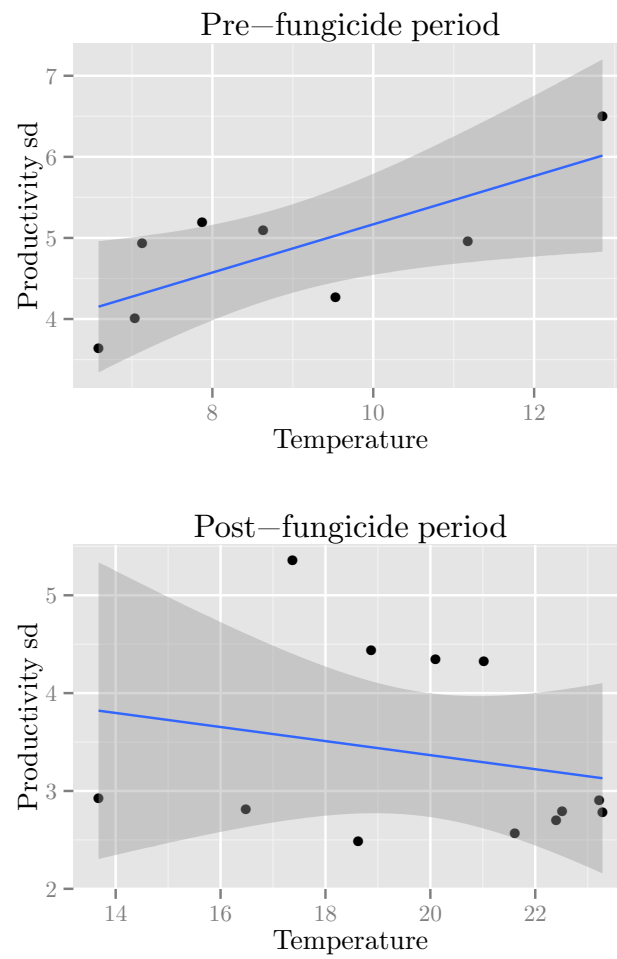 Pre−fungicide period
7
6
5
4
Productivity sd
8 10 12
Temperature
Post−fungicide period
5
4
3
2
Productivity sd
14 16 18 20 22
Temperature